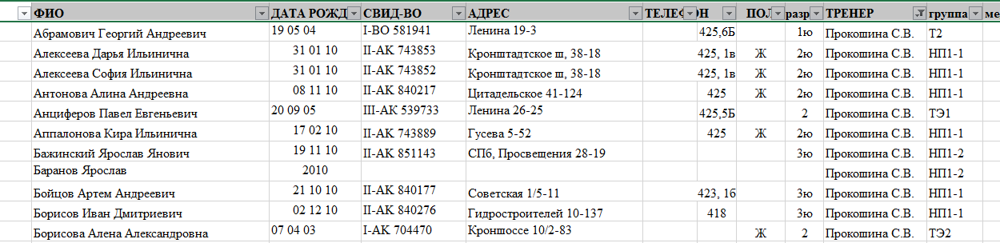 ФИО ДАТА РОЖД СВИД-ВО АДРЕС ТЕЛЕФОН ПОЛ разр ТРЕНЕР группа ме
Абрамович Георгий Андреевич 19 05 04 I-ВО 581941 Ленина 19-3 425,6Б 1ю Прокошина С.В. Т2
Алексеева Дарья Ильинична 31 01 10 II-АК 743853 Кронштадтское ш, 38-18 425, 1в Ж 2ю Прокошина С.В. НП1-1
Алексеева София Ильинична 31 01 10 II-АК 743852 Кронштадтское ш, 38-18 425, 1в Ж 2ю Прокошина С.В. НП1-1
Антонова Алина Андреевна 08 11 10 II-АК 840217 Цитадельское 41-124 425 Ж 2ю Прокошина С.В. НП1-1
Анциферов Павел Евгеньевич 20 09 05 III-АК 539733 Ленина 26-25 425,5Б 2 Прокошина С.В. ТЭ1
Аппалонова Кира Ильинична 17 02 10 II-АК 743889 Гусева 5-52 425 Ж 2ю Прокошина С.В. НП1-1
Бажинский Ярослав Янович 19 11 10 II-АК 851143 СПб, Просвещения 28-19 3ю Прокошина С.В. НП1-2
Баранов Ярослав 2010 Прокошина С.В. НП1-2
Бойцов Артем Андреевич 21 10 10 II-АК 840177 Советская 1/5-11 423, 1б 3ю Прокошина С.В. НП1-1
Борисов Иван Дмитриевич 02 12 10 II-АК 840276 Гидростроителей 10-137 418 3ю Прокошина С.В. НП1-1
Борисова Алена Александровна 07 04 03 I-АК 704470 Кроншоссе 10/2-83 Ж 2 Прокошина С.В. ТЭ2